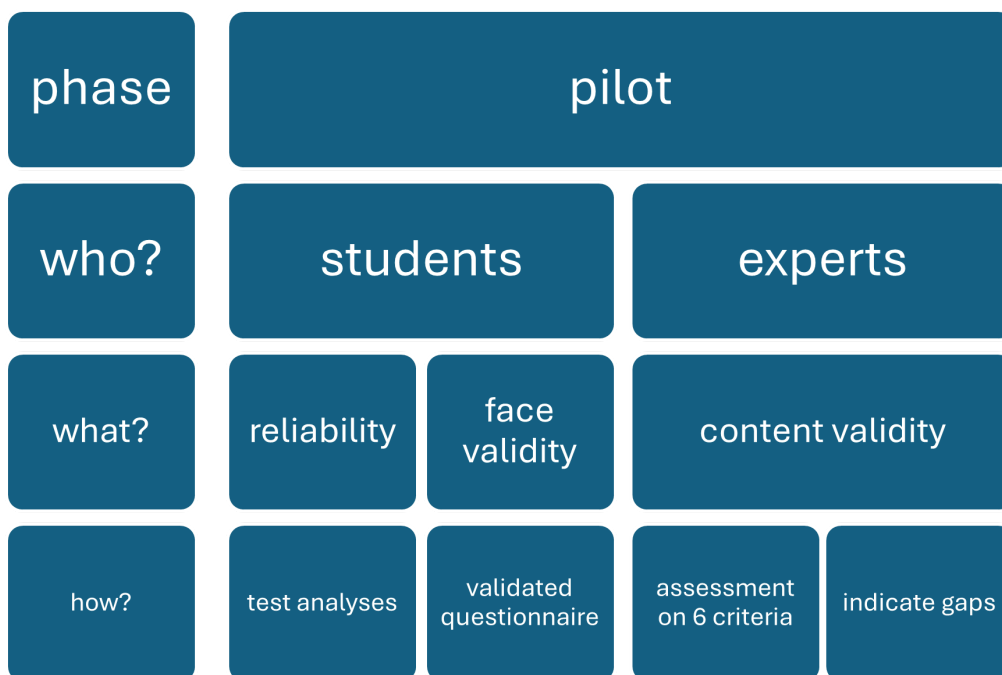 phase
pilot
who?
students
experts
what?
reliability
face
validity
content validity
how?
test analyses
validated
questionnaire
assessment
on 6 criteria
indicate gaps